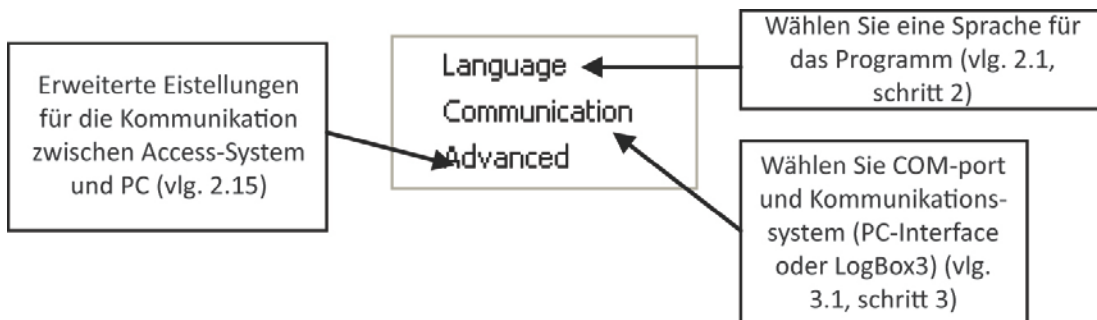 Erweiterte Eistellungen
für die Kommunikation
zwischen Access-System
und PC (vlg. 2.15)
Language
Communication
Advanced
Wählen Sie eine Sprache für
das Programm (vlg. 2.1,
schritt 2)
Wählen Sie COM-port
und Kommunikations-
system (PC-Interface
oder LogBox3) (vlg.
3.1, schritt 3)